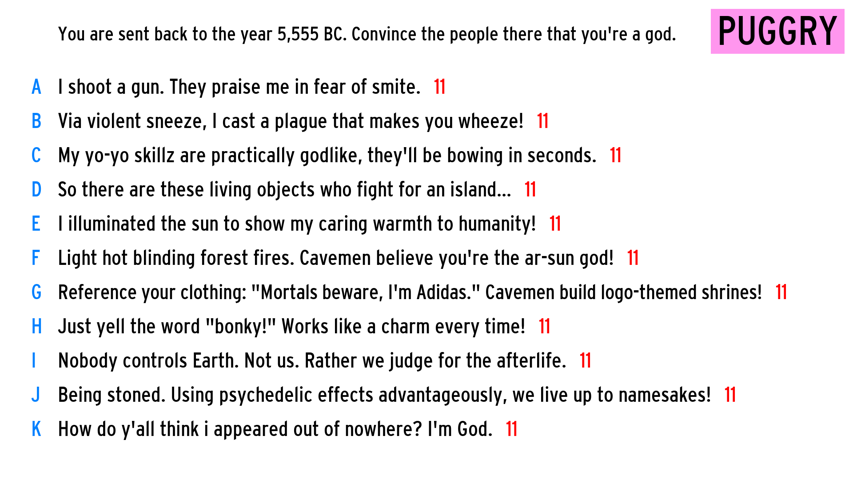 You are sent back to the year 5,555 BC. Convince the people there that you're a god.
PUGGRY
A I shoot a gun. They praise me in fear of smite. 11
B Via violent sneeze, I cast a plague that makes you wheeze! 11
C My yo-yo skillz are practically godlike, they'll be bowing in seconds. 11
D So there are these living objects who fight for an island... 11
E I illuminated the sun to show my caring warmth to humanity! 11
F Light hot blinding forest fires. Cavemen believe you're the ar-sun god! 11
G Reference your clothing: "Mortals beware, I'm Adidas." Cavemen build logo-themed shrines! 11
H Just yell the word "bonky!" Works like a charm every time! 11
I Nobody controls Earth. Not us. Rather we judge for the afterlife. 11
J Being stoned. Using psychedelic effects advantageously, we live up to namesakes! 11
K How do y'all think i appeared out of nowhere? I'm God. 11